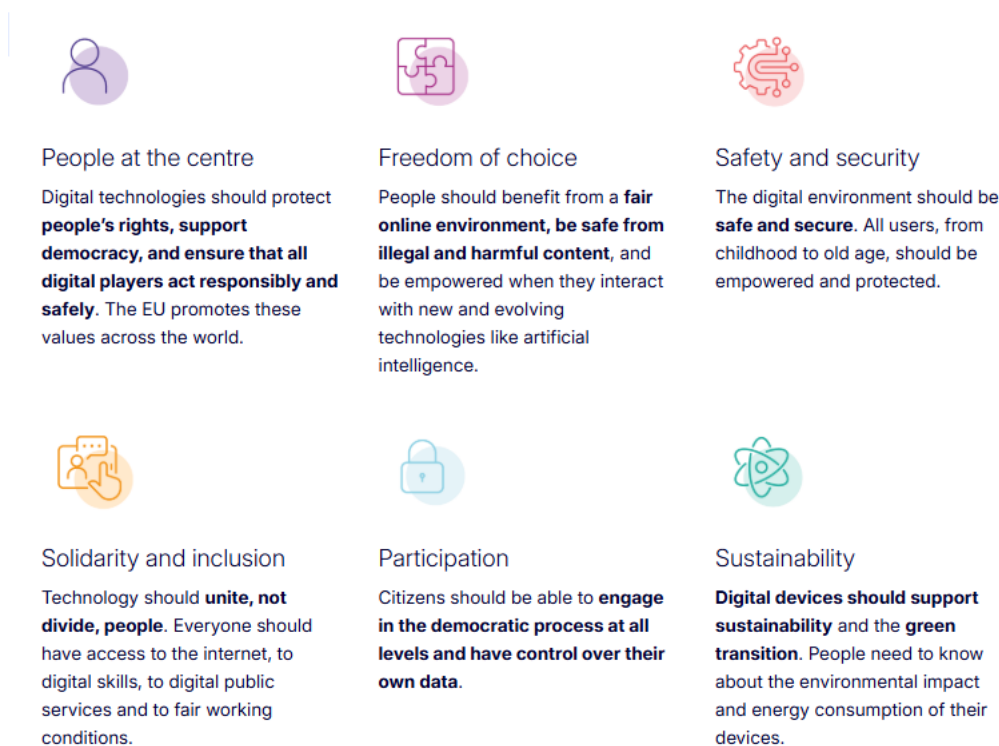 People at the centre
Digital technologies should protect
people’s rights, support
democracy, and ensure that all
digital players act responsibly and
safely. The EU promotes these
values across the world.
Freedom of choice
People should benefit from a fair
online environment, be safe from
illegal and harmful content, and
be empowered when they interact
with new and evolving
technologies like artificial
intelligence.
Safety and security
The digital environment should be
safe and secure. All users, from
childhood to old age, should be
empowered and protected.
Solidarity and inclusion
Technology should unite, not
divide, people. Everyone should
have access to the internet, to
digital skills, to digital public
services and to fair working
conditions.
Participation
Citizens should be able to engage
in the democratic process at all
levels and have control over their
own data.
Sustainability
Digital devices should support
sustainability and the green
transition. People need to know
about the environmental impact
and energy consumption of their
devices.